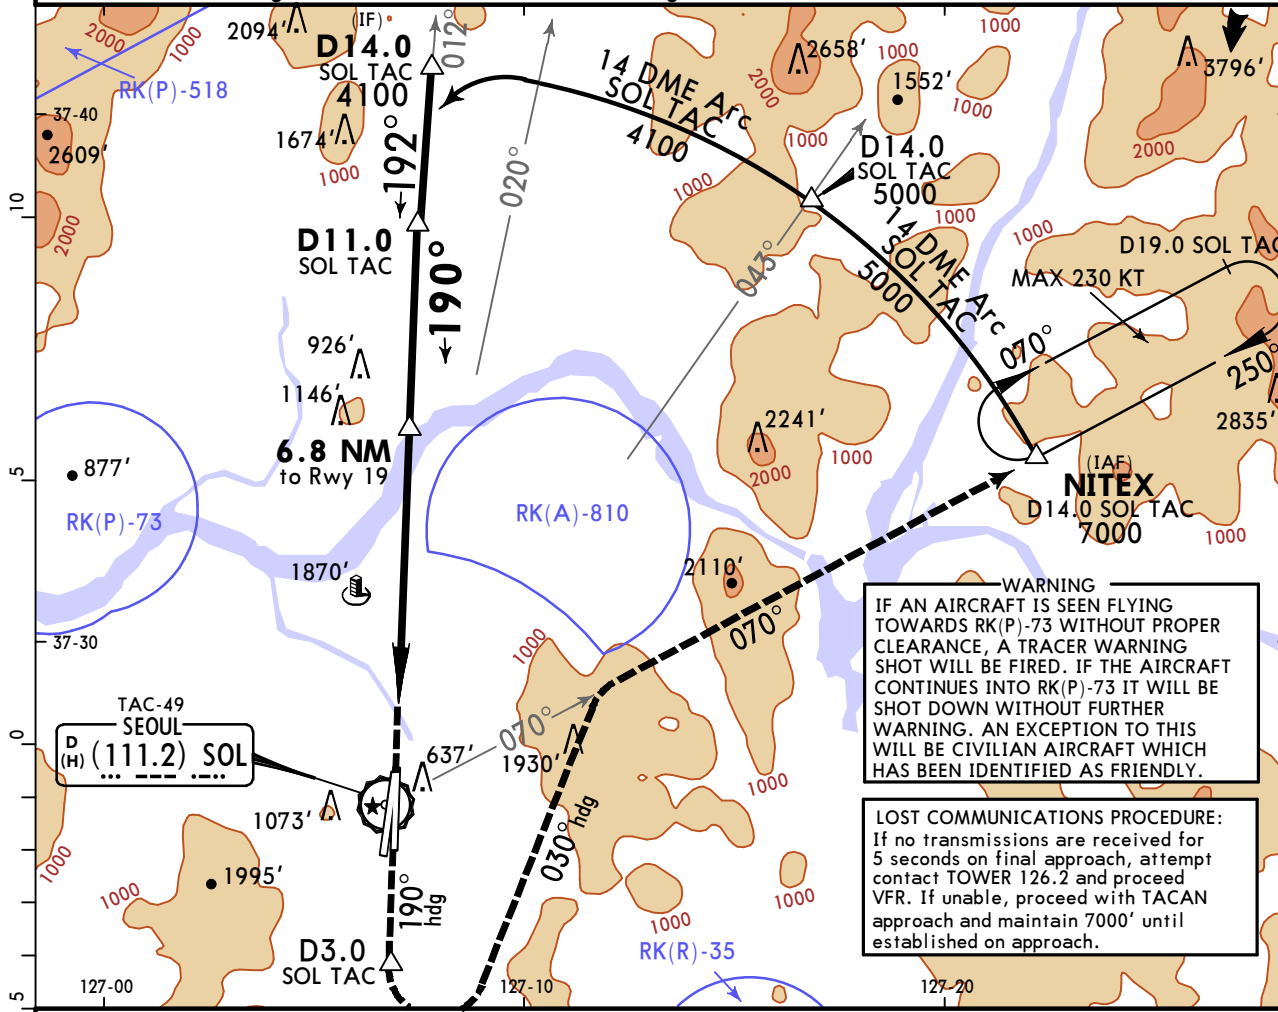 2094'
(IF)
D14.0
SOL TAC
4100
012°
2000
1000
RK(P)-518
37-40
2609'
2000
1674'
1000
192°
020°
14 DME Arc
SOL TAC
4100
2658'
2000
1000
1000
1552'
1000
1000
3796'
2000
D14.0
SOL TAC
5000
1000
1000
1000
10
D11.0
SOL TAC
190°
043°
14 DME Arc
SOL TAC
5000
D19.0 SOL TAC
MAX 230 KT
070°
250°
2835'
926'
1146'
6.8 NM
to Rwy 19
2241'
2000
1000
(IAF)
NITEX
D14.0 SOL TAC
7000
1000
5
877'
RK(P)-73
RK(A)-810
1870'
2110'
070°
37-30
1000
WARNING
IF AN AIRCRAFT IS SEEN FLYING
TOWARDS RK(P)-73 WITHOUT PROPER
CLEARANCE, A TRACER WARNING
SHOT WILL BE FIRED. IF THE AIRCRAFT
CONTINUES INTO RK(P)-73 IT WILL BE
SHOT DOWN WITHOUT FURTHER
WARNING. AN EXCEPTION TO THIS
WILL BE CIVILIAN AIRCRAFT WHICH
HAS BEEN IDENTIFIED AS FRIENDLY.
TAC-49
SEOUL
D
(H) (111.2) SOL
0
637'
070°
1930'
1000
1073'
030° hdg
1000
1000
1995'
190°
hdg
1000
1000
LOST COMMUNICATIONS PROCEDURE:
If no transmissions are received for
5 seconds on final approach, attempt
contact TOWER 126.2 and proceed
VFR. If unable, proceed with TACAN
approach and maintain 7000' until
established on approach.
D3.0
SOL TAC
RK(R)-35
5
127-00
127-10
127-20